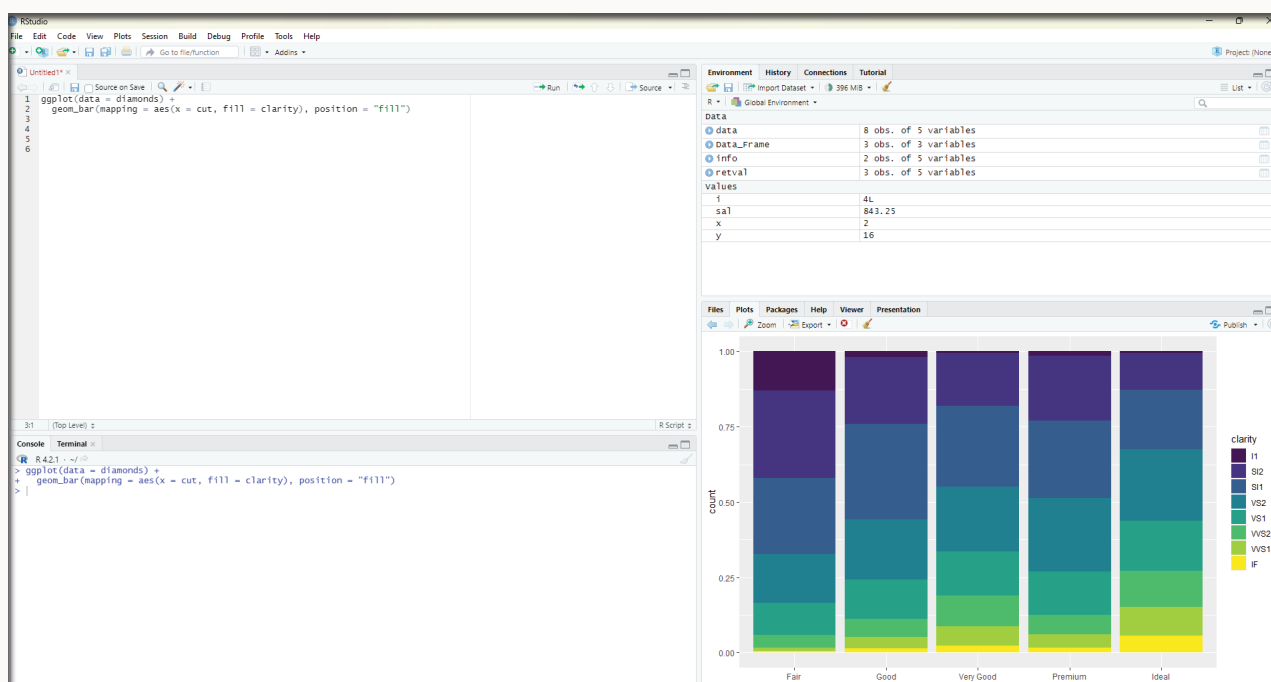 RStudio
File Edit Code View Plots Session Build Debug Profile Tools Help
Go to file/function Addins Project: (None
Untitled1*
Source on Save Run Source
1 ggplot(data = diamonds) +
2 geom_bar(mapping = aes(x = cut, fill = clarity), position = "fill")
3
4
5
6
3:1 (Top Level) R Script
Console Terminal
R 4.2.1 · ~/
> ggplot(data = diamonds) +
+ geom_bar(mapping = aes(x = cut, fill = clarity), position = "fill")
>
Environment History Connections Tutorial
Import Dataset 396 MiB List
R Global Environment
Data
data 8 obs. of 5 variables
Data_Frame 3 obs. of 3 variables
info 2 obs. of 5 variables
retval 3 obs. of 5 variables
Values
i 4L
sal 843.25
x 2
y 16
Files Plots Packages Help Viewer Presentation
Zoom Export Publish
1.00
0.75
0.50
0.25
0.00
count
Fair Good Very Good Premium Ideal
clarity
I1
SI2
SI1
VS2
VS1
VVS2
VVS1
IF